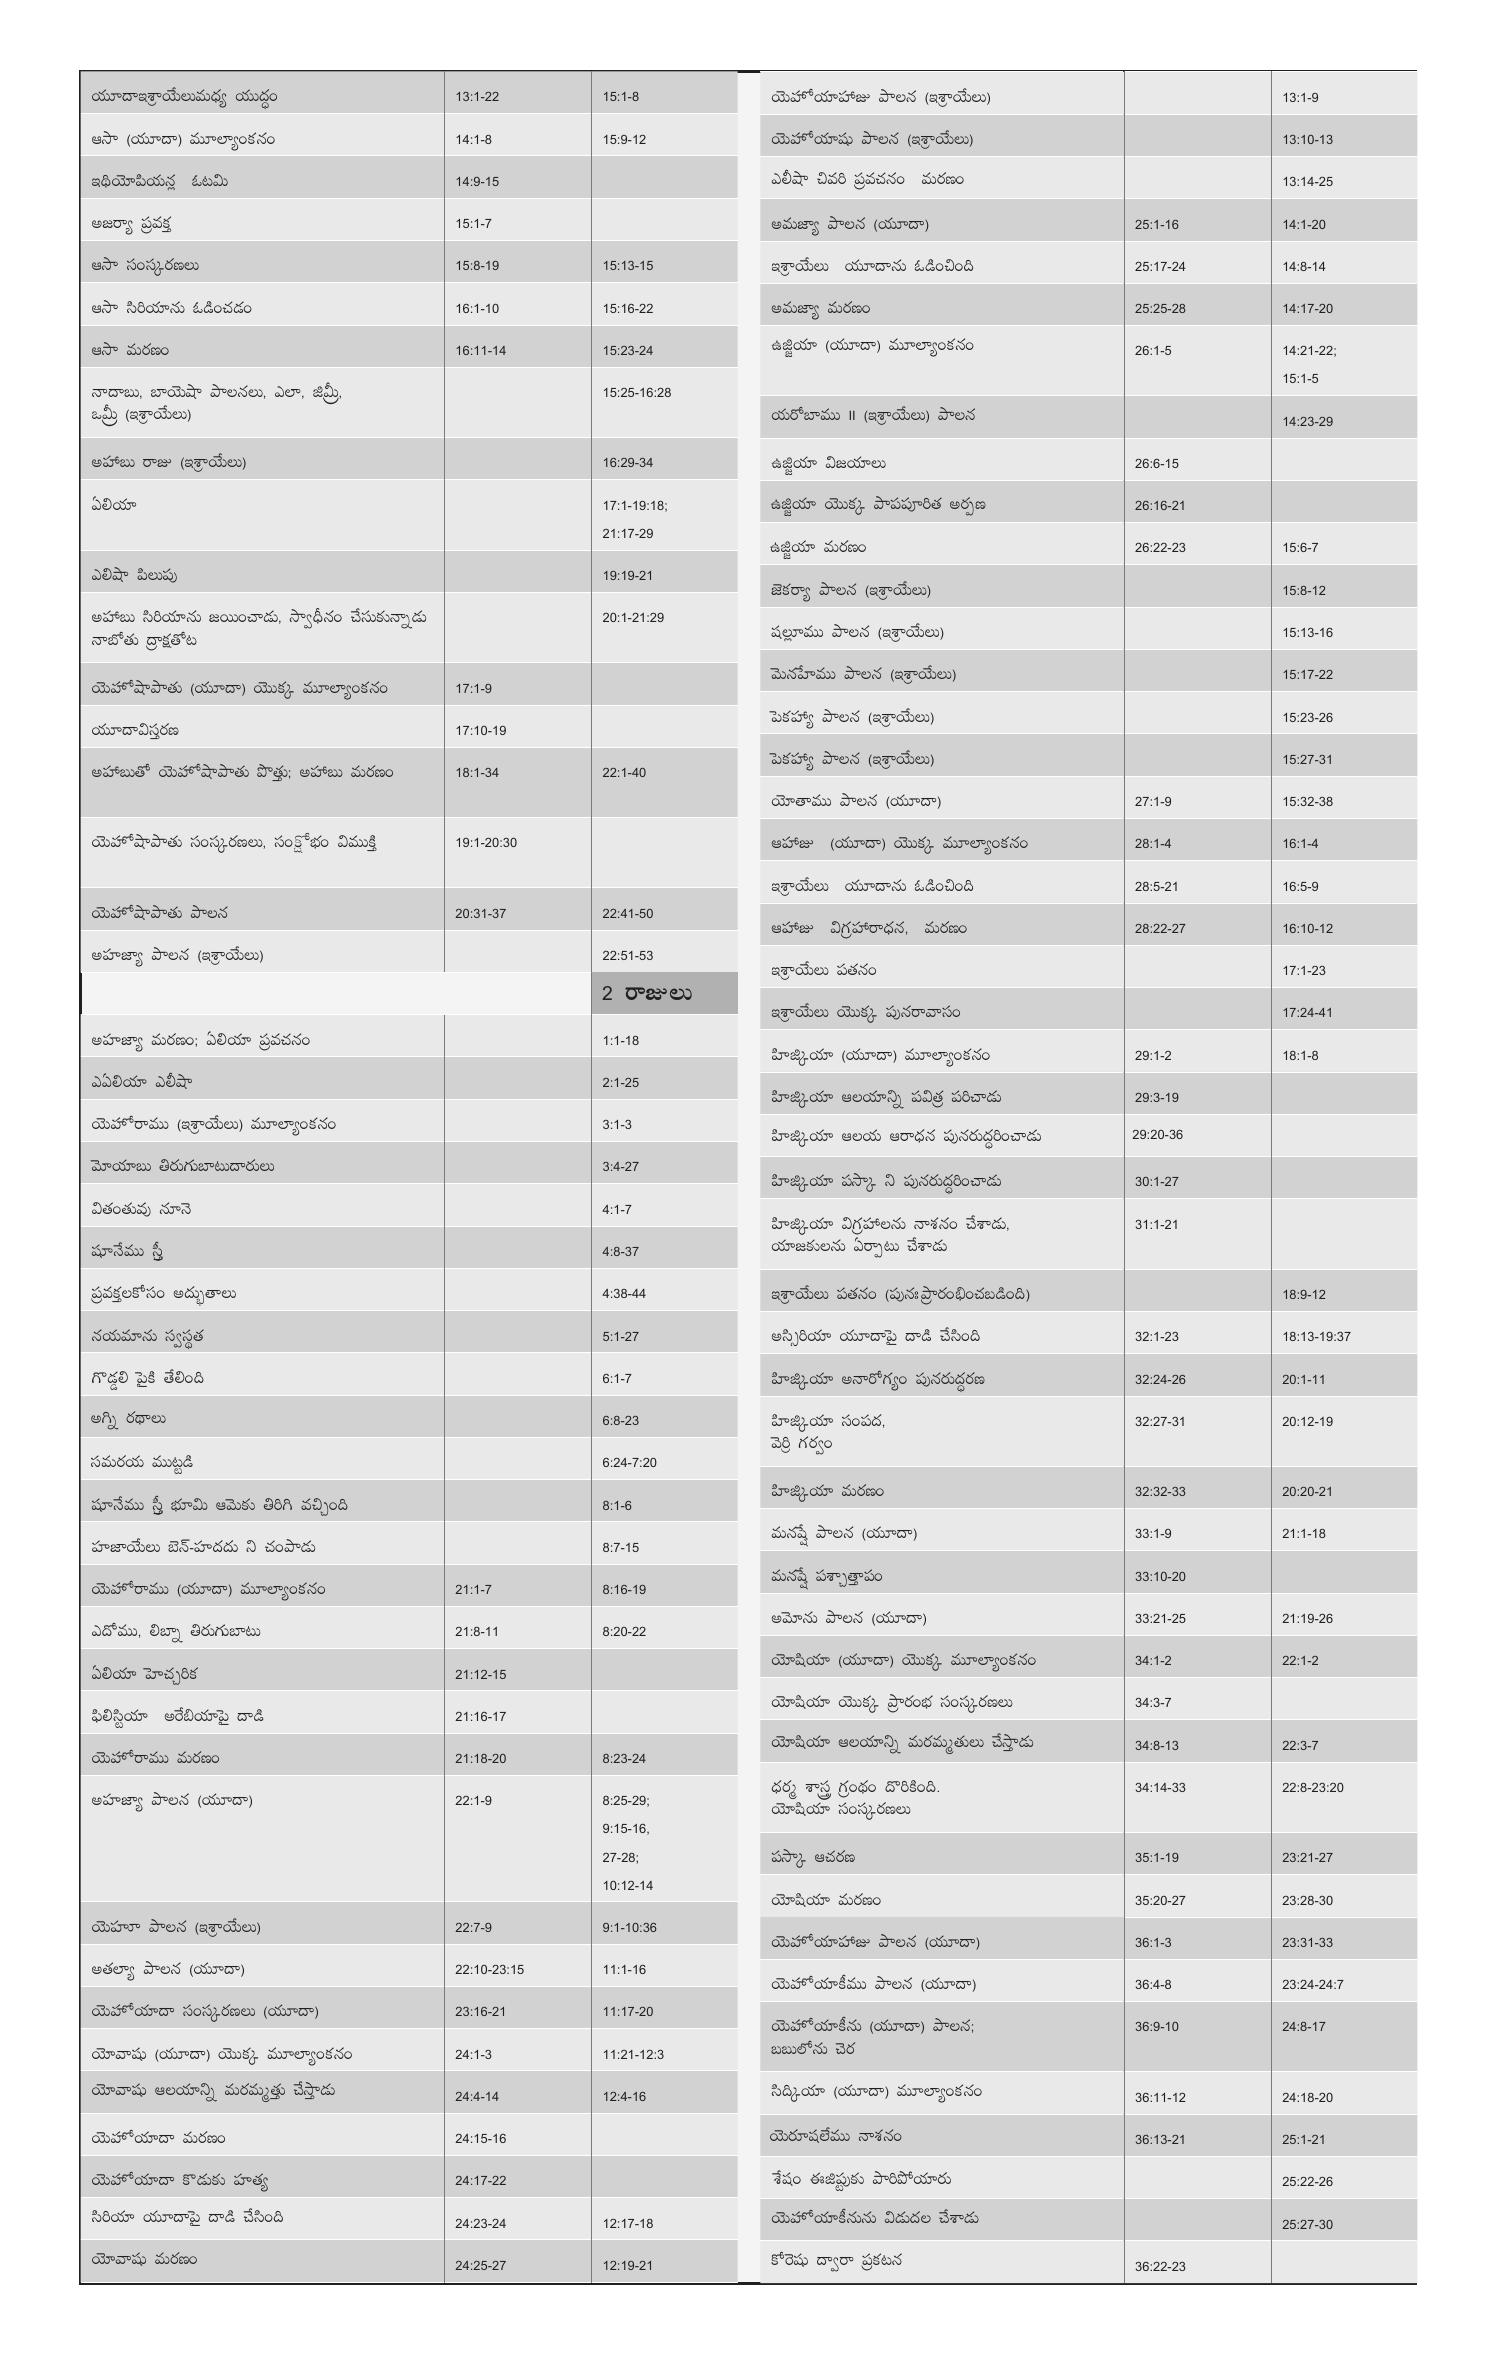 యూదాఇశ్రాయేలుమధ్య యుద్ధం 13:1-22 15:1-8
ఆసా (యూదా) మూల్యాంకనం 14:1-8 15:9-12
ఇథియోపియన్ల ఓటమి 14:9-15
అజర్యా ప్రవక్త 15:1-7
ఆసా సంస్కరణలు 15:8-19 15:13-15
ఆసా సిరియాను ఓడించడం 16:1-10 15:16-22
ఆసా మరణం 16:11-14 15:23-24
నాదాబు, బాయెషా పాలనలు, ఎలా, జిమ్రీ, 15:25-16:28
ఒమ్రీ (ఇశ్రాయేలు)
అహాబు రాజు (ఇశ్రాయేలు) 16:29-34
ఏలియా 17:1-19:18;
21:17-29
ఎలిషా పిలుపు 19:19-21
అహాబు సిరియాను జయించాడు, స్వాధీనం చేసుకున్నాడు 20:1-21:29
నాబోతు ద్రాక్షతోట
యెహోషాపాతు (యూదా) యొక్క మూల్యాంకనం 17:1-9
యూదావిస్తరణ 17:10-19
అహాబుతో యెహోషాపాతు పొత్తు; అహాబు మరణం 18:1-34 22:1-40
యెహోషాపాతు సంస్కరణలు, సంక్షోభం విముక్తి 19:1-20:30
యెహోషాపాతు పాలన 20:31-37 22:41-50
అహజ్యా పాలన (ఇశ్రాయేలు) 22:51-53
2 రాజులు
అహజ్యా మరణం; ఏలియా ప్రవచనం 1:1-18
ఎఏలియా ఎలీషా 2:1-25
యెహోరాము (ఇశ్రాయేలు) మూల్యాంకనం 3:1-3
మోయాబు తిరుగుబాటుదారులు 3:4-27
వితంతువు నూనె 4:1-7
షూనేము స్త్రీ 4:8-37
ప్రవక్తలకోసం అద్భుతాలు 4:38-44
నయమాను స్వస్థత 5:1-27
గొడ్డలి పైకి తేలింది 6:1-7
అగ్ని రథాలు 6:8-23
సమరయ ముట్టడి 6:24-7:20
షూనేము స్త్రీ భూమి ఆమెకు తిరిగి వచ్చింది 8:1-6
హజాయేలు బెన్-హదదు ని చంపాడు 8:7-15
యెహోరాము (యూదా) మూల్యాంకనం 21:1-7 8:16-19
ఎదోము, లిబ్నా తిరుగుబాటు 21:8-11 8:20-22
ఏలియా హెచ్చరిక 21:12-15
ఫిలిస్టియా అరేబియాపై దాడి 21:16-17
యెహోరాము మరణం 21:18-20 8:23-24
అహజ్యా పాలన (యూదా) 22:1-9 8:25-29;
9:15-16,
27-28;
10:12-14
యెహూ పాలన (ఇశ్రాయేలు) 22:7-9 9:1-10:36
అతల్యా పాలన (యూదా) 22:10-23:15 11:1-16
యెహోయాదా సంస్కరణలు (యూదా) 23:16-21 11:17-20
యోవాషు (యూదా) యొక్క మూల్యాంకనం 24:1-3 11:21-12:3
యోవాషు ఆలయాన్ని మరమ్మత్తు చేస్తాడు 24:4-14 12:4-16
యెహోయాదా మరణం 24:15-16
యెహోయాదా కొడుకు హత్య 24:17-22
సిరియా యూదాపై దాడి చేసింది 24:23-24 12:17-18
యోవాషు మరణం 24:25-27 12:19-21
యెహోయాహాజు పాలన (ఇశ్రాయేలు) 13:1-9
యెహోయాషు పాలన (ఇశ్రాయేలు) 13:10-13
ఎలీషా చివరి ప్రవచనం మరణం 13:14-25
అమజ్యా పాలన (యూదా) 25:1-16 14:1-20
ఇశ్రాయేలు యూదాను ఓడించింది 25:17-24 14:8-14
అమజ్యా మరణం 25:25-28 14:17-20
ఉజ్జియా (యూదా) మూల్యాంకనం 26:1-5 14:21-22;
15:1-5
యరోబాము II (ఇశ్రాయేలు) పాలన 14:23-29
ఉజ్జియా విజయాలు 26:6-15
ఉజ్జియా యొక్క పాపపూరిత అర్పణ 26:16-21
ఉజ్జియా మరణం 26:22-23 15:6-7
జెకర్యా పాలన (ఇశ్రాయేలు) 15:8-12
షల్లూము పాలన (ఇశ్రాయేలు) 15:13-16
మెనహేము పాలన (ఇశ్రాయేలు) 15:17-22
పెకహ్యా పాలన (ఇశ్రాయేలు) 15:23-26
పెకహ్యా పాలన (ఇశ్రాయేలు) 15:27-31
యోతాము పాలన (యూదా) 27:1-9 15:32-38
ఆహాజు (యూదా) యొక్క మూల్యాంకనం 28:1-4 16:1-4
ఇశ్రాయేలు యూదాను ఓడించింది 28:5-21 16:5-9
ఆహాజు విగ్రహారాధన, మరణం 28:22-27 16:10-12
ఇశ్రాయేలు పతనం 17:1-23
ఇశ్రాయేలు యొక్క పునరావాసం 17:24-41
హిజ్కియా (యూదా) మూల్యాంకనం 29:1-2 18:1-8
హిజ్కియా ఆలయాన్ని పవిత్ర పరిచాడు 29:3-19
హిజ్కియా ఆలయ ఆరాధన పునరుద్ధరించాడు 29:20-36
హిజ్కియా పస్కా ని పునరుద్ధరించాడు 30:1-27
హిజ్కియా విగ్రహాలను నాశనం చేశాడు, 31:1-21
యాజకులను ఏర్పాటు చేశాడు
ఇశ్రాయేలు పతనం (పునఃప్రారంభించబడింది) 18:9-12
అస్సిరియా యూదాపై దాడి చేసింది 32:1-23 18:13-19:37
హిజ్కియా అనారోగ్యం పునరుద్ధరణ 32:24-26 20:1-11
హిజ్కియా సంపద, 32:27-31 20:12-19
వెర్రి గర్వం
హిజ్కియా మరణం 32:32-33 20:20-21
మనష్షే పాలన (యూదా) 33:1-9 21:1-18
మనష్షే పశ్చాత్తాపం 33:10-20
అమోను పాలన (యూదా) 33:21-25 21:19-26
యోషియా (యూదా) యొక్క మూల్యాంకనం 34:1-2 22:1-2
యోషియా యొక్క ప్రారంభ సంస్కరణలు 34:3-7
యోషియా ఆలయాన్ని మరమ్మతులు చేస్తాడు 34:8-13 22:3-7
ధర్మ శాస్త్ర గ్రంథం దొరికింది. 34:14-33 22:8-23:20
యోషియా సంస్కరణలు
పస్కా ఆచరణ 35:1-19 23:21-27
యోషియా మరణం 35:20-27 23:28-30
యెహోయాహాజు పాలన (యూదా) 36:1-3 23:31-33
యెహోయాకీము పాలన (యూదా) 36:4-8 23:24-24:7
యెహోయాకీను (యూదా) పాలన; 36:9-10 24:8-17
బబులోను చెర
సిద్కియా (యూదా) మూల్యాంకనం 36:11-12 24:18-20
యెరూషలేము నాశనం 36:13-21 25:1-21
శేషం ఈజిప్టుకు పారిపోయారు 25:22-26
యెహోయాకీనును విడుదల చేశాడు 25:27-30
కోరెషు ద్వారా ప్రకటన 36:22-23